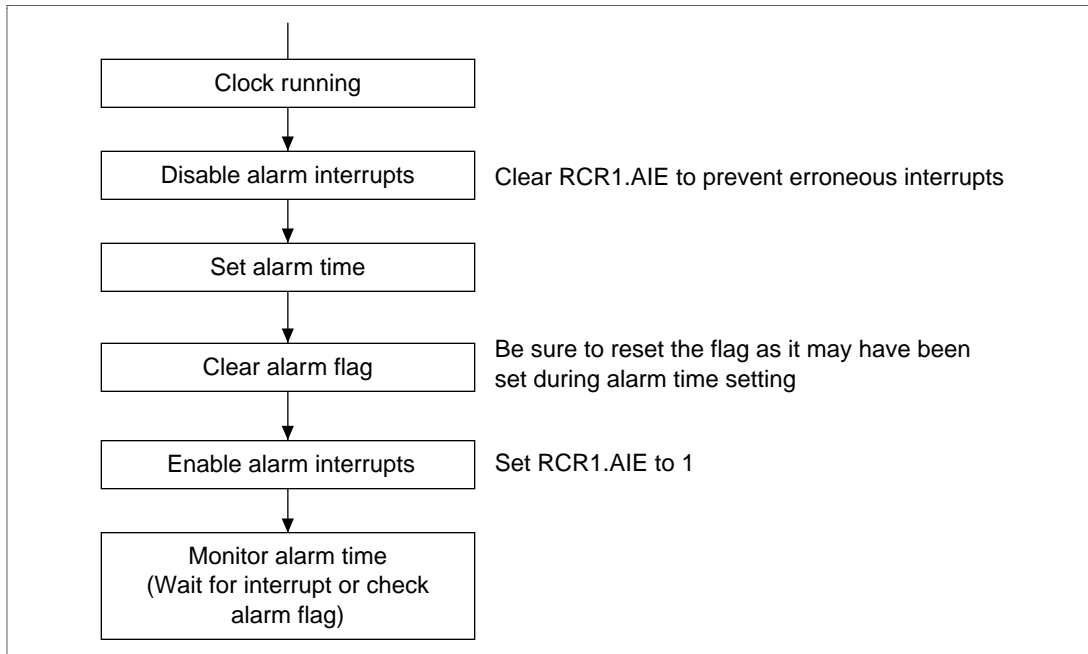 Clock running
Disable alarm interrupts
Clear RCR1.AIE to prevent erroneous interrupts
Set alarm time
Clear alarm flag
Be sure to reset the flag as it may have been
set during alarm time setting
Enable alarm interrupts
Set RCR1.AIE to 1
Monitor alarm time
(Wait for interrupt or check
alarm flag)